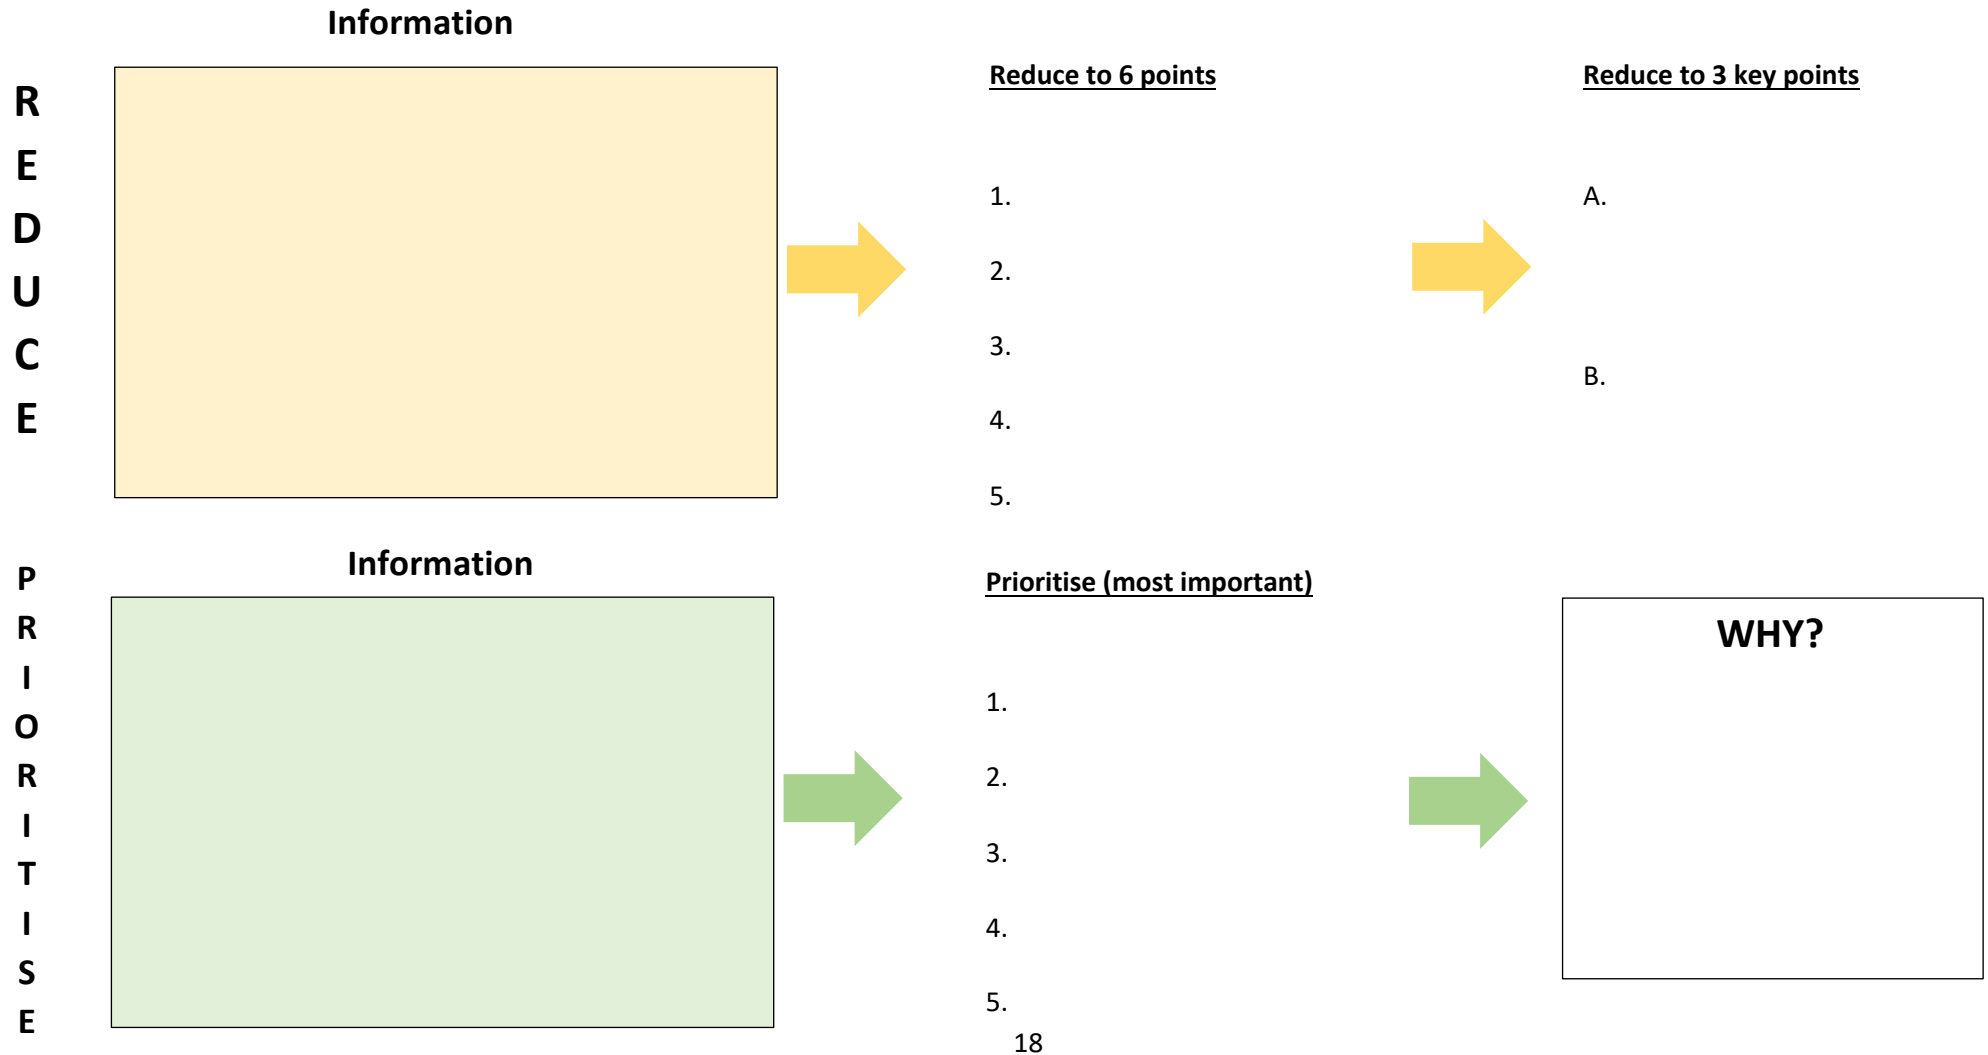 Information
R
E
D
U
C
E
Reduce to 6 points
1.
2.
3.
4.
5.
Reduce to 3 key points
A.
B.
P
R
I
O
R
I
T
I
S
E
Information
Prioritise (most important)
1.
2.
3.
4.
5.
WHY?
18